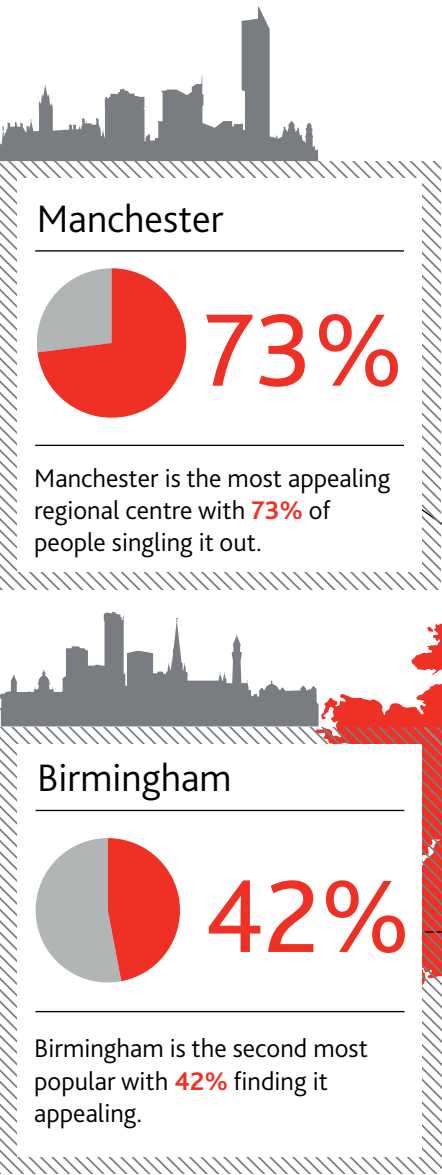 Manchester
73%
Manchester is the most appealing
regional centre with 73% of
people singling it out.
Birmingham
42%
Birmingham is the second most
popular with 42% finding it
appealing.